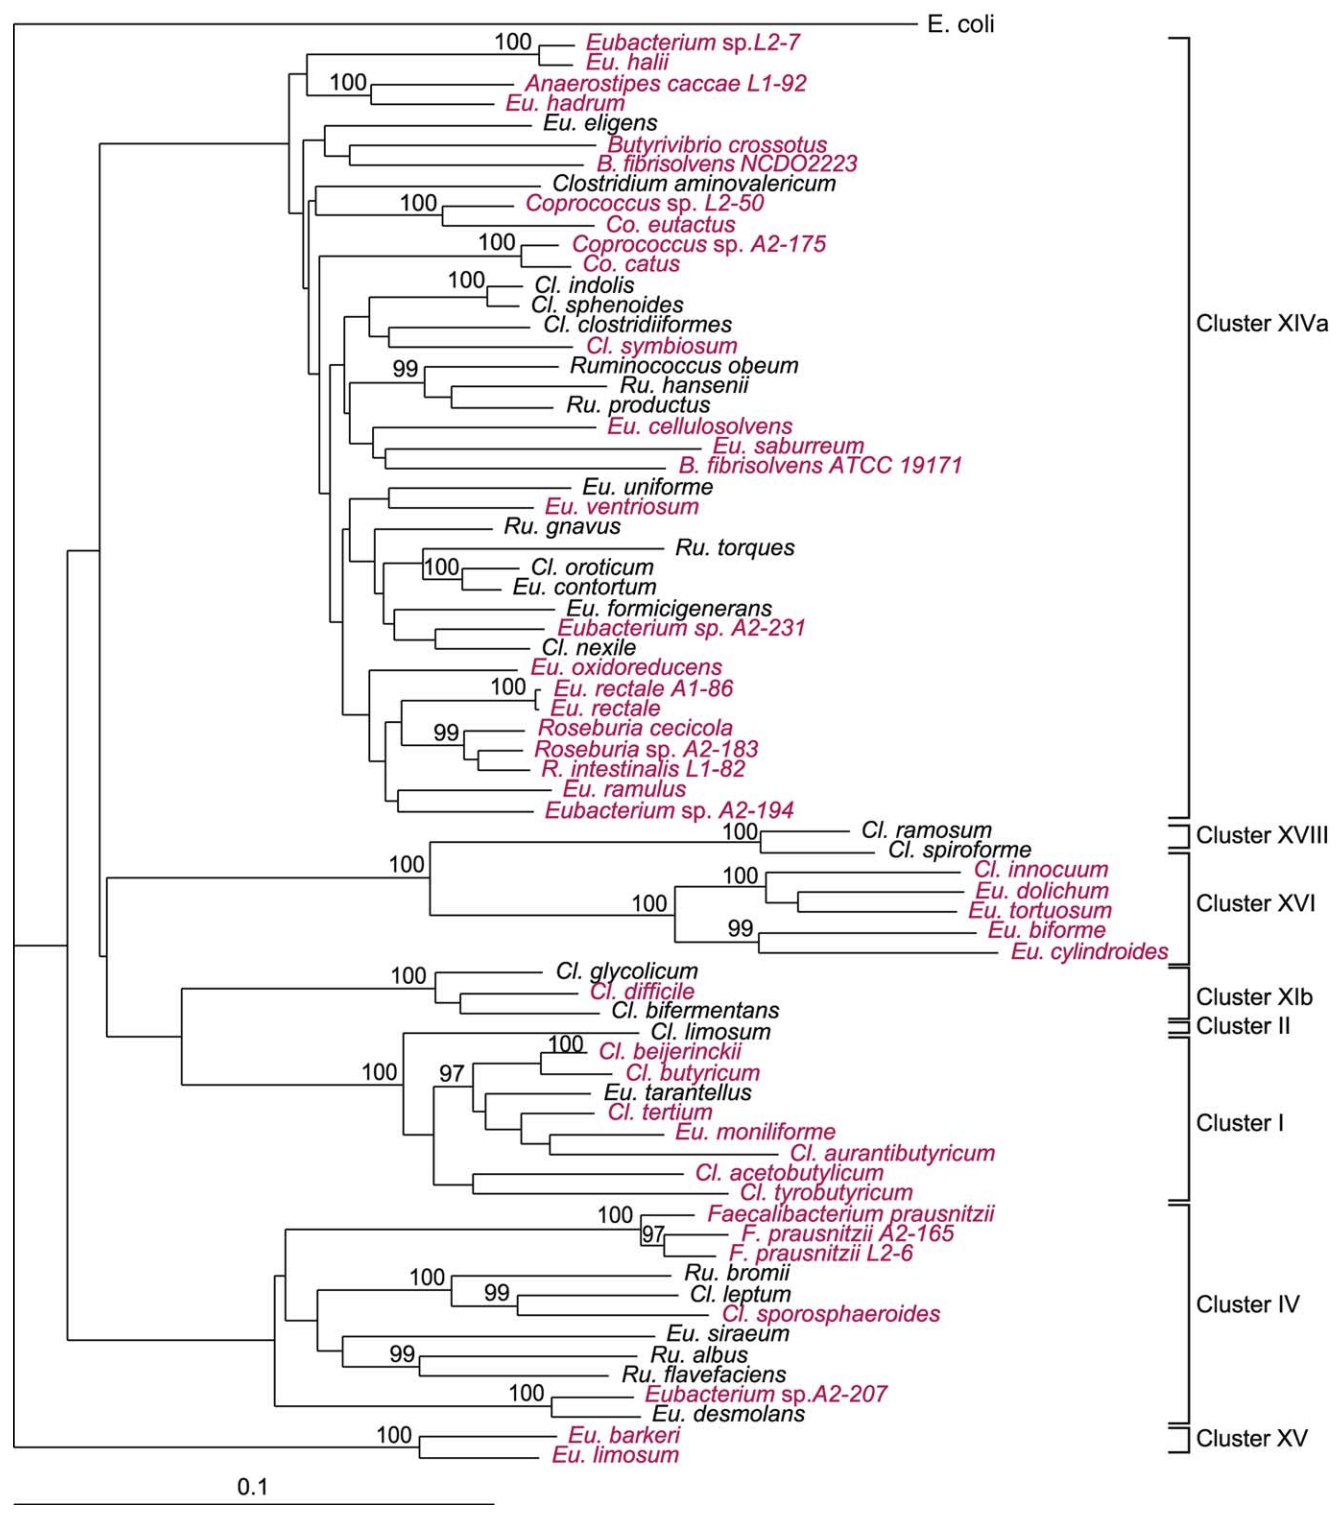 E. coli
100 Eubacterium sp.L2-7
Eu. halii
100 Anaerostipes caccae L1-92
Eu. hadrum
Eu. eligens
Butyrivibrio crossotus
B. fibrisolvens NCDO2223
Clostridium aminovalericum
100 Coprococcus sp. L2-50
Co. eutactus
100 Coprococcus sp. A2-175
Co. catus
100 Cl. indolis
Cl. sphenoides
Cl. clostridiiformes
Cluster XIVa
Cl. symbiosum
99 Ruminococcus obeum
Ru. hansenii
Ru. productus
Eu. cellulosolvens
Eu. saburreum
B. fibrisolvens ATCC 19171
Eu. uniforme
Eu. ventriosum
Ru. gnavus
Ru. torques
100 Cl. oroticum
Eu. contortum
Eu. formicigenerans
Eubacterium sp. A2-231
Cl. nexile
Eu. oxidoreducens
100 Eu. rectale A1-86
Eu. rectale
99 Roseburia cecicola
Roseburia sp. A2-183
R. intestinalis L1-82
Eu. ramulus
Eubacterium sp. A2-194
100 Cl. ramosum
Cluster XVIII
Cl. spiroforme
100
100 Cl. innocuum
Eu. dolichum
100 Cluster XVI
Eu. tortuosum
99 Eu. biforme
Eu. cylindroides
100 Cl. glycolicum
Cl. difficile
Cluster XIb
Cl. bifermentans
Cluster II
Cl. limosum
100 Cl. beijerinckii
100 97 Cl. butyricum
Eu. tarantellus
Cl. tertium
Cluster I
Eu. moniliforme
Cl. aurantibutyricum
Cl. acetobutylicum
Cl. tyrobutyricum
100 Faecalibacterium prausnitzii
97 F. prausnitzii A2-165
F. prausnitzii L2-6
100 Ru. bromii
99 Cl. leptum
Cluster IV
Cl. sporosphaeroides
Eu. siraeum
99 Ru. albus
Ru. flavefaciens
100 Eubacterium sp.A2-207
Eu. desmolans
100 Eu. barkeri
Cluster XV
Eu. limosum
0.1